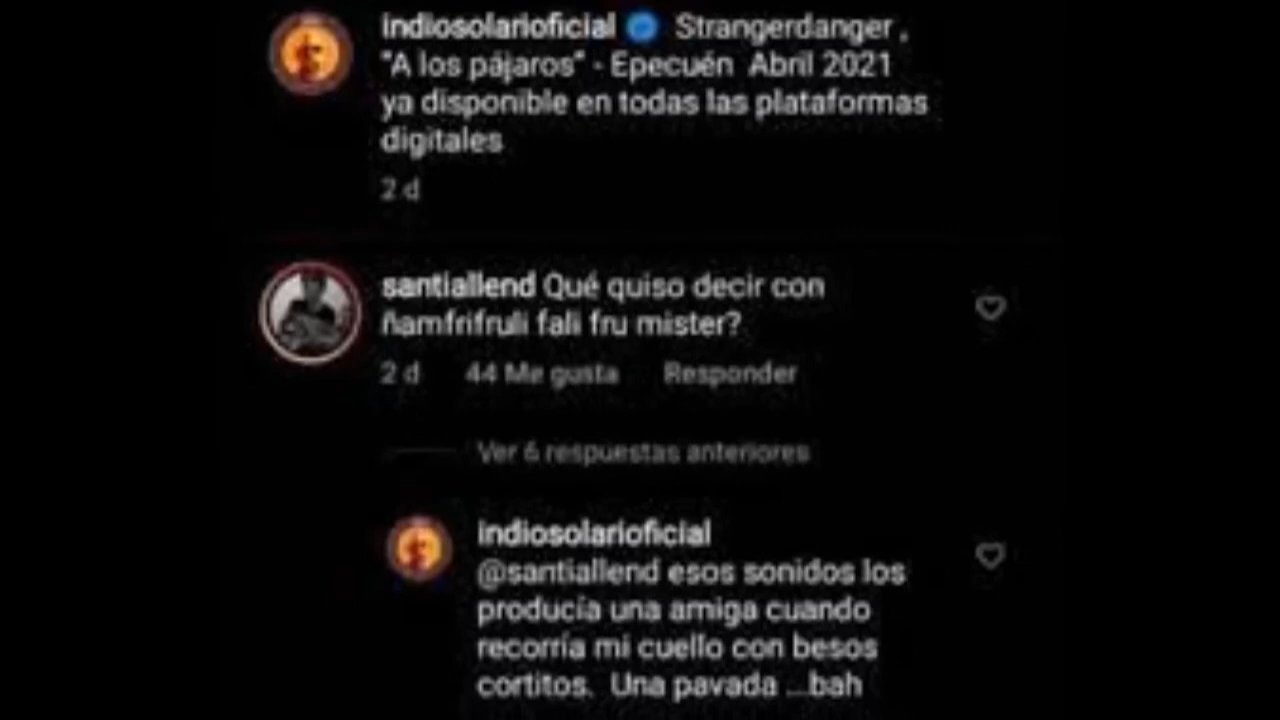 indiosolarioficial Strangerdanger ,
"A los pájaros" - Epecuén Abril 2021
ya disponible en todas las plataformas
digitales
2 d
santiallend Qué quiso decir con
ñamfrifruli fali fru mister?
2 d 44 Me gusta Responder
Ver 6 respuestas anteriores
indiosolarioficial
@santiallend esos sonidos los
producía una amiga cuando
recorría mi cuello con besos
cortitos. Una pavada ...bah